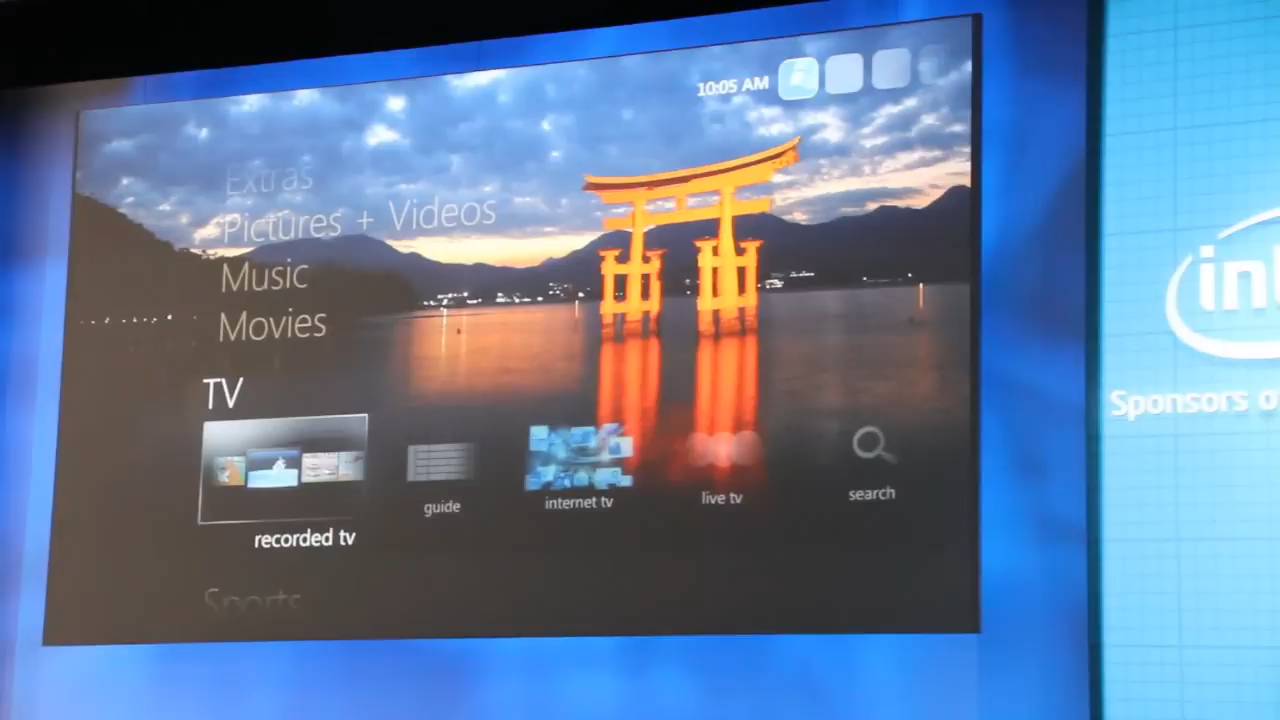 10:05 AM
Extras
Pictures + Videos
Music
Movies
TV
recorded tv
guide
internet tv
live tv
search
Sports
Sponsors